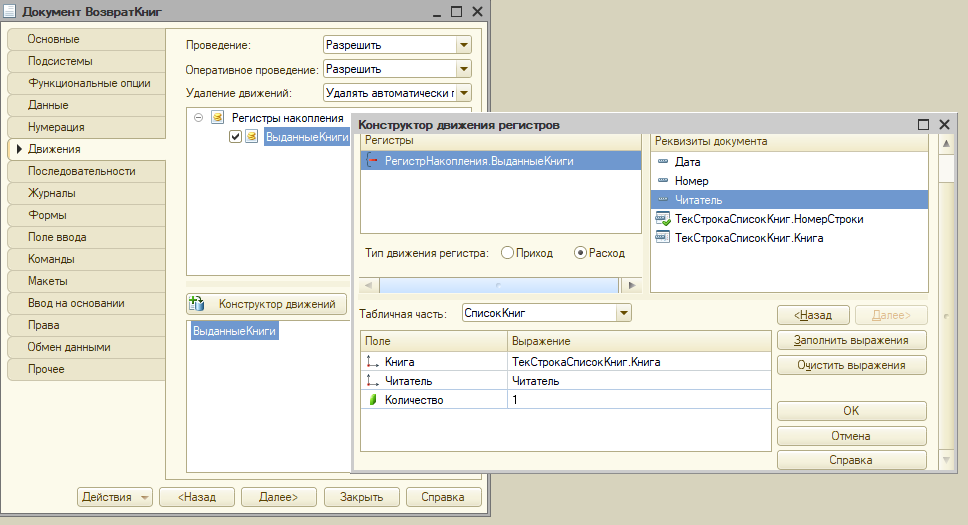 Документ ВозвратКниг
Основные
Подсистемы
Функциональные опции
Данные
Нумерация
Движения
Последовательности
Журналы
Формы
Поле ввода
Команды
Макеты
Ввод на основании
Права
Обмен данными
Прочее
Проведение: Разрешить
Оперативное проведение: Разрешить
Удаление движений: Удалять автоматически
Регистры накопления
ВыданныеКниги
Конструктор движений
ВыданныеКниги
Действия <Назад Далее> Закрыть Справка
Конструктор движения регистров
Регистры
РегистрНакопления.ВыданныеКниги
Тип движения регистра: Приход Расход
Реквизиты документа
Дата
Номер
Читатель
ТекСтрокаСписокКниг.НомерСтроки
ТекСтрокаСписокКниг.Книга
Табличная часть: СписокКниг
<Назад Далее>
Заполнить выражения
Очистить выражения
Поле Выражение
Книга ТекСтрокаСписокКниг.Книга
Читатель Читатель
Количество 1
ОК
Отмена
Справка